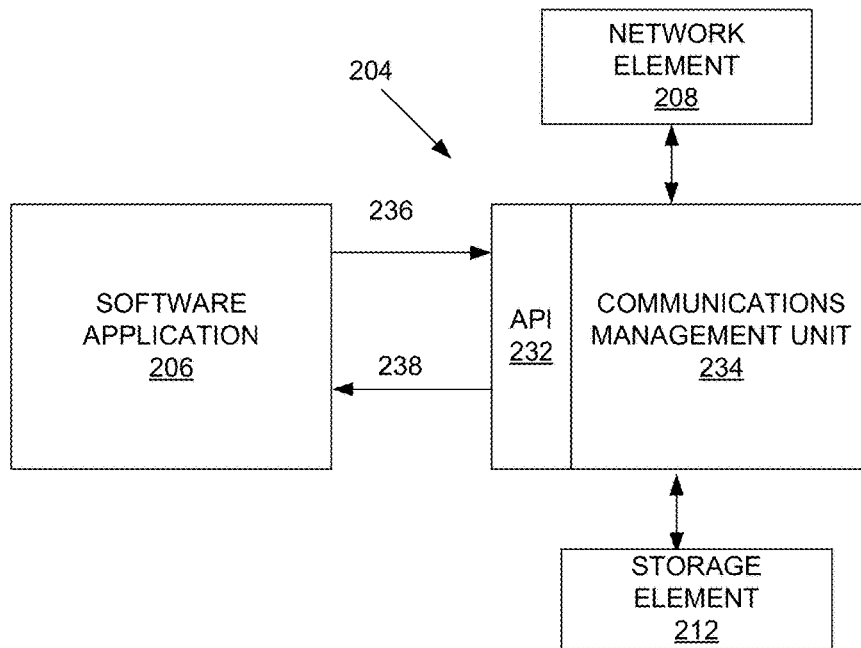 NETWORK
ELEMENT
208
204
236
SOFTWARE
APPLICATION
206
API
232
COMMUNICATIONS
MANAGEMENT UNIT
234
238
STORAGE
ELEMENT
212